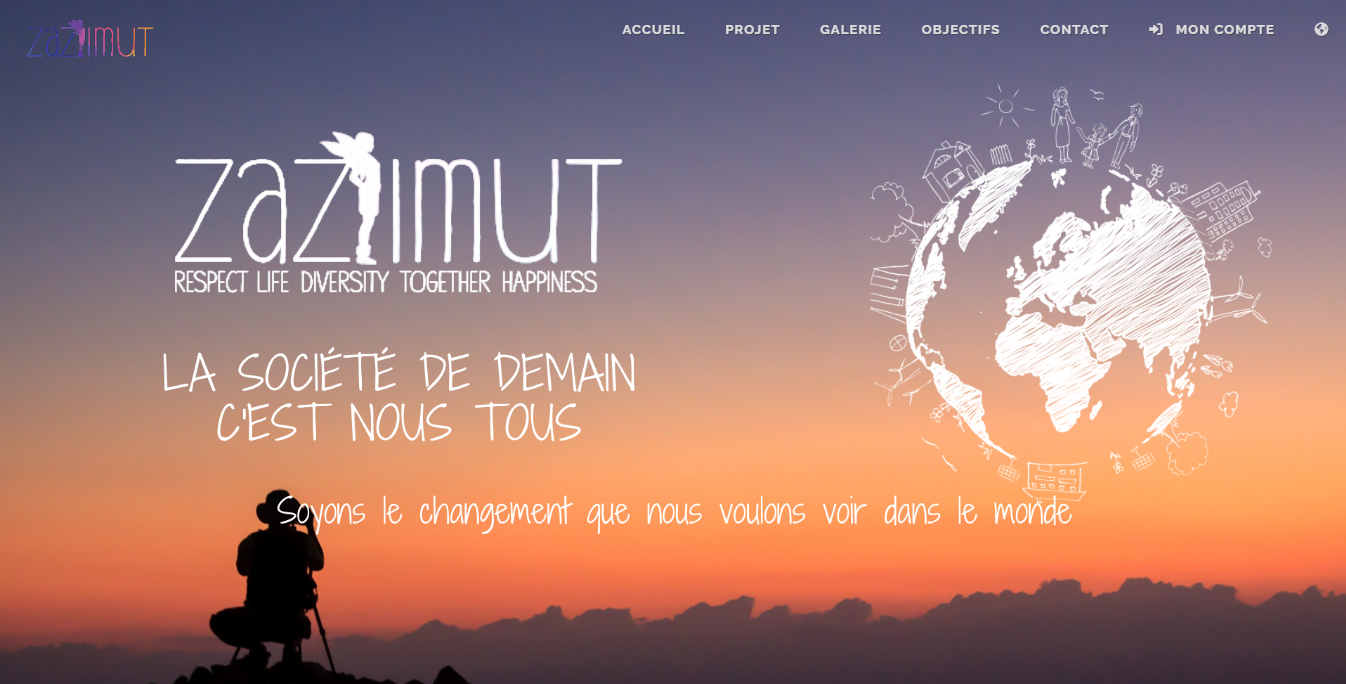 zazimut
ACCUEIL PROJET GALERIE OBJECTIFS CONTACT MON COMPTE
zazimut
RESPECT LIFE DIVERSITY TOGETHER HAPPINESS
LA SOCIÉTÉ DE DEMAIN
C'EST NOUS TOUS
Soyons le changement que nous voulons voir dans le monde